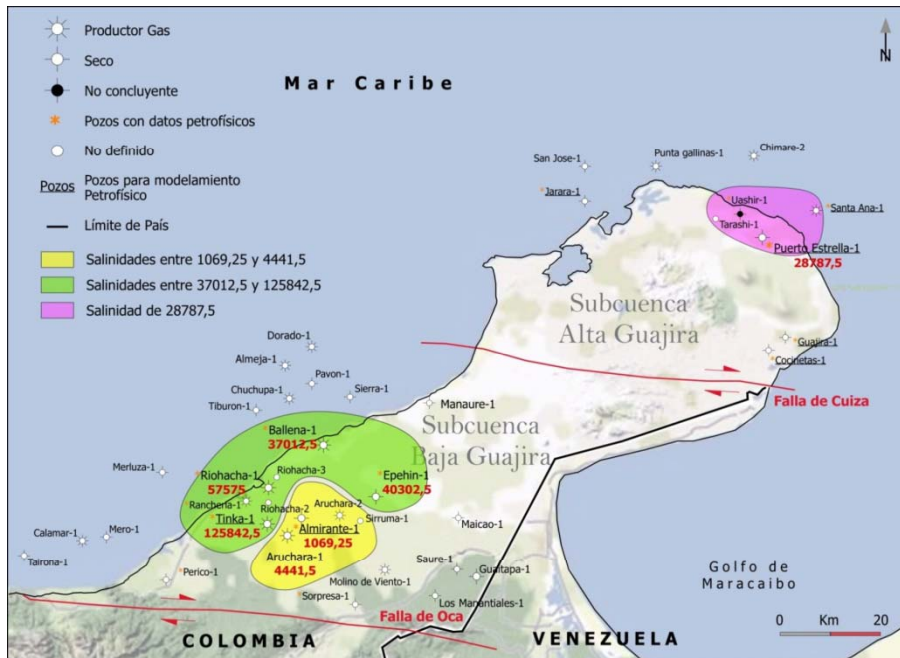 Productor Gas
Seco
No concluyente
Pozos con datos petrofísicos
No definido
Pozos Pozos para modelamiento
Petrofísico
Límite de País
Salinidades entre 1069,25 y 4441,5
Salinidades entre 37012,5 y 125842,5
Salinidad de 28787,5
N
Mar Caribe
San Jose-1
Punta gallinas-1
Chimare-2
Jarara-1
Uashir-1
Tarashi-1
Santa Ana-1
Puerto Estrella-1
28787,5
Subcuenca
Alta Guajira
Guajira-1
Cocinetas-1
Falla de Cuiza
Dorado-1
Almeja-1
Pavon-1
Chuchupa-1
Sierra-1
Tiburon-1
Manaure-1
Subcuenca
Baja Guajira
Ballena-1
37012,5
Merluza-1
Riohacha-1
57575
Riohacha-3
Epehin-1
40302,5
Rancheria-1
Riohacha-2
Aruchara-2
Tinka-1
125842,5
Almirante-1
1069,25
Sirruma-1
Maicao-1
Calamar-1
Mero-1
Tairona-1
Perico-1
Aruchara-1
4441,5
Molino de Viento-1
Saure-1
Guaitapa-1
Sorpresa-1
Los Manantiales-1
Falla de Oca
Golfo de
Maracaibo
COLOMBIA
VENEZUELA
0 Km 20